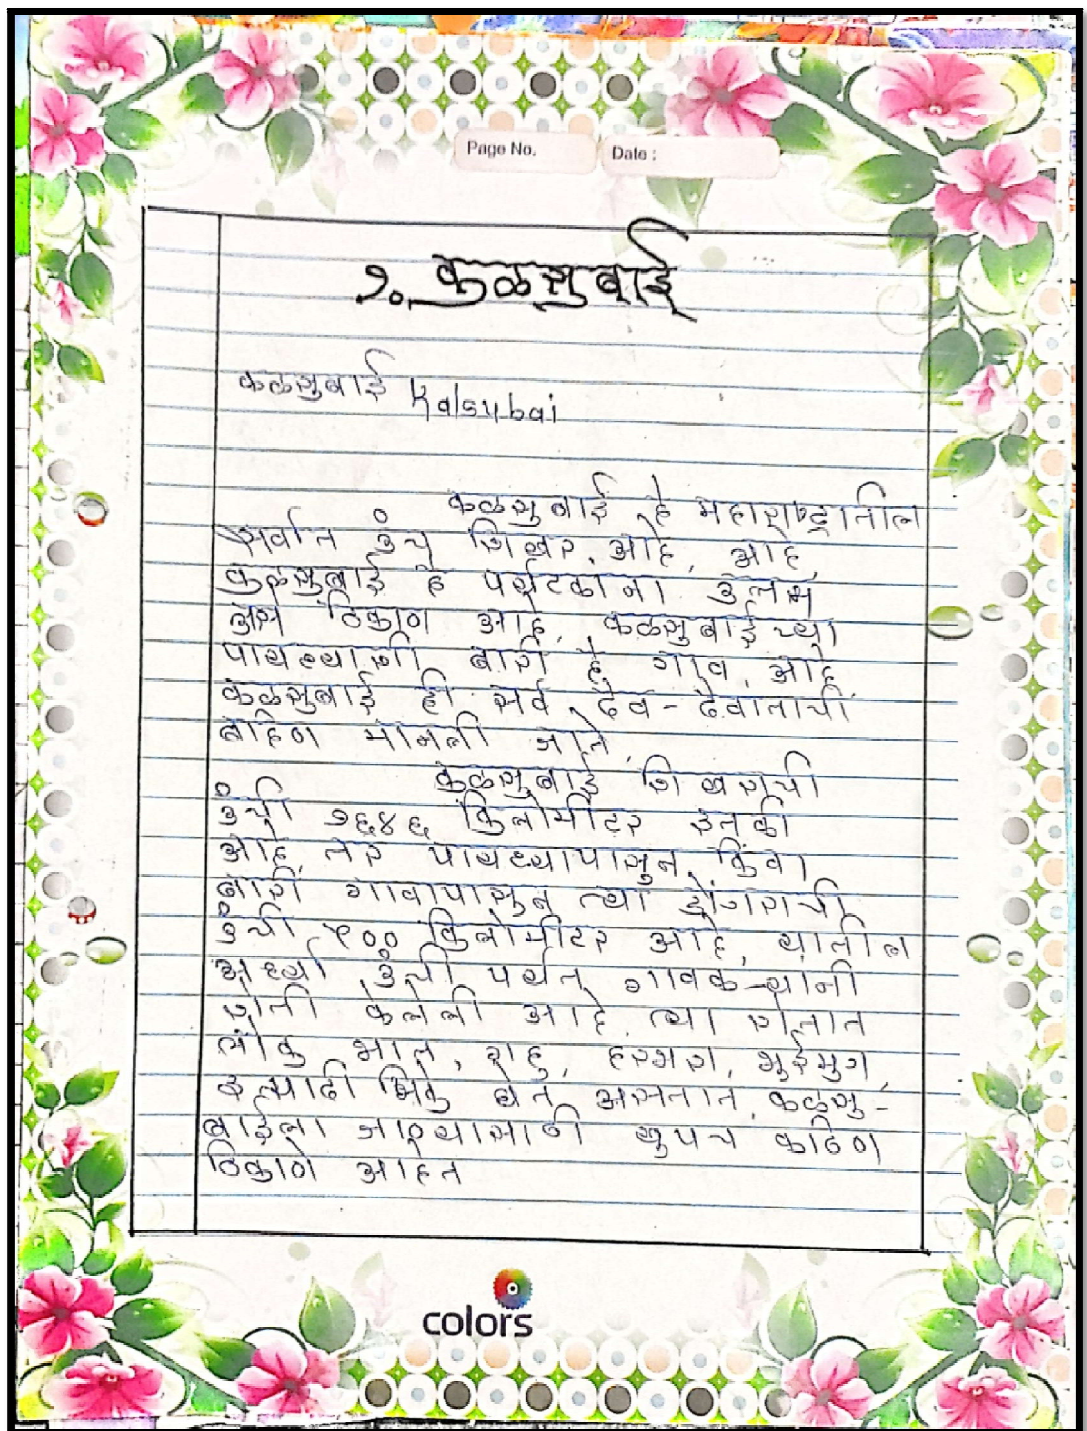 Page No.
Date :
१. कळसुबाई
कळसुबाई Kalsubai
कळसुबाई हे महाराष्ट्रातील
सर्वात उंच शिखर. आहे, आहे,
कळसुबाई हे पर्यटकांना उत्तम
असे ठिकाण आहे, कळसुबाईच्या
पायथ्याशी बारी हे गाव, आहे
कळसुबाई ही सर्व देव - देवातांची
बहिण मानली जाते
कळसुबाई शिखराची
उंची १६४६ किलोमीटर इतकी
आहे, तर पायथ्यापासुन किंवा
बारी गावापासुन त्या डोंगराची
उंची ९०० किलोमीटर आहे, यातील
अर्ध्या उंची पर्यंत गावकऱ्यांनी
शेती केलेली आहे. त्या शेतात
लोक भात, गहु, हरभरा, भुईमुग,
इत्यादी पिके घेत असतात, कळसु -
बाईला जाण्यासाठी खुपच कठिण
ठिकाणे आहेत
colors